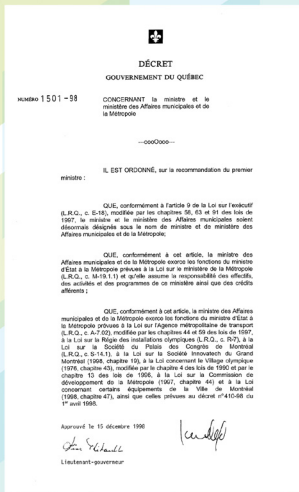 DÉCRET
GOUVERNEMENT DU QUÉBEC
NUMÉRO 1501-98
CONCERNANT la ministre et le
ministère des Affaires municipales et de
la Métropole
---ooo0ooo---
IL EST ORDONNÉ, sur la recommandation du premier
ministre :
QUE, conformément à l'article 9 de la Loi sur l'exécutif
(L.R.Q., c. E-18), modifiée par les chapitres 58, 63 et 91 des lois de
1997, le ministre et le ministère des Affaires municipales soient
désormais désignés sous le nom de ministre et de ministère des
Affaires municipales et de la Métropole;
QUE, conformément à cet article, la ministre des Affaires
municipales et de la Métropole exerce les fonctions du ministre
d'État à la Métropole prévues à la Loi sur le ministère de la Métropole
(L.R.Q., c. M-19.1.1) et qu'elle assume la responsabilité des effectifs,
des activités et des programmes de ce ministère ainsi que des crédits
afférents ;
QUE, conformément à cet article, la ministre des Affaires
municipales et de la Métropole exerce les fonctions du ministre d'État à
la Métropole prévues à la Loi sur l'Agence métropolitaine de transport
(L.R.Q., c. A-7.02), modifiée par les chapitres 44 et 59 des lois de 1997,
à la Loi sur la Régie des installations olympiques (L.R.Q., c. R-7), à la
Loi sur la Société du Palais des Congrès de Montréal
(L.R.Q., c. S-14.1), à la Loi sur la Société Innovatech du Grand
Montréal (1998, chapitre 19), à la Loi concernant le Village olympique
(1976, chapitre 43), modifiée par le chapitre 4 des lois de 1990 et par le
chapitre 13 des lois de 1996, à la Loi sur la Commission de
développement de la Métropole (1997, chapitre 44) et à la Loi
concernant certains équipements de la Ville de Montréal
(1998, chapitre 47), ainsi que celles prévues au décret n°410-98 du
1er avril 1998.
Approuvé le 15 décembre 1998
Lieutenant-gouverneur